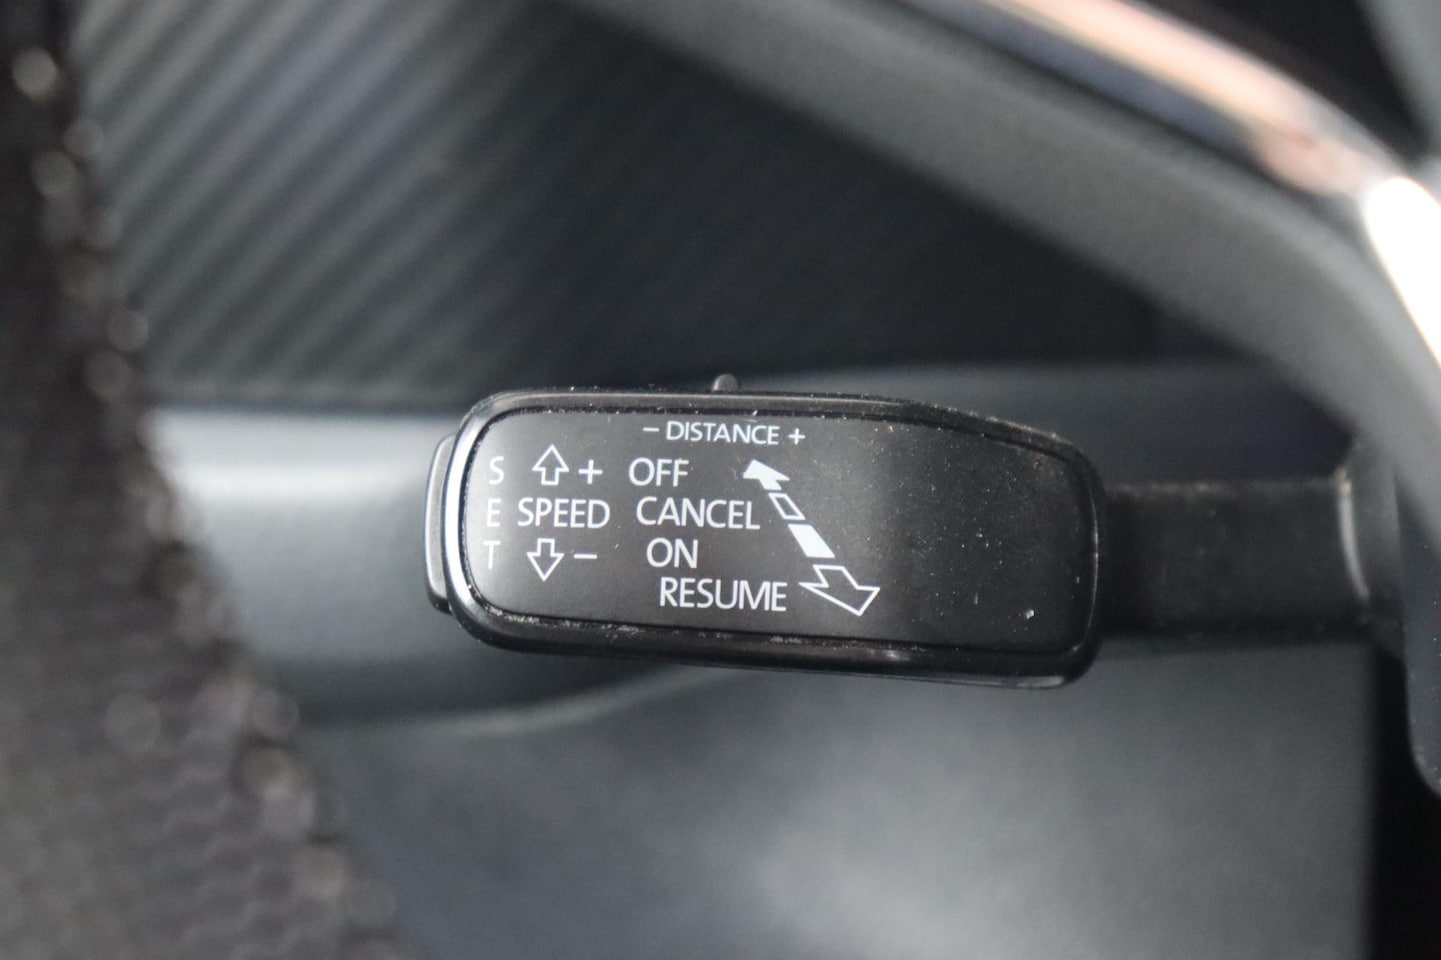 − DISTANCE +
S + OFF
E SPEED CANCEL
T − ON
RESUME